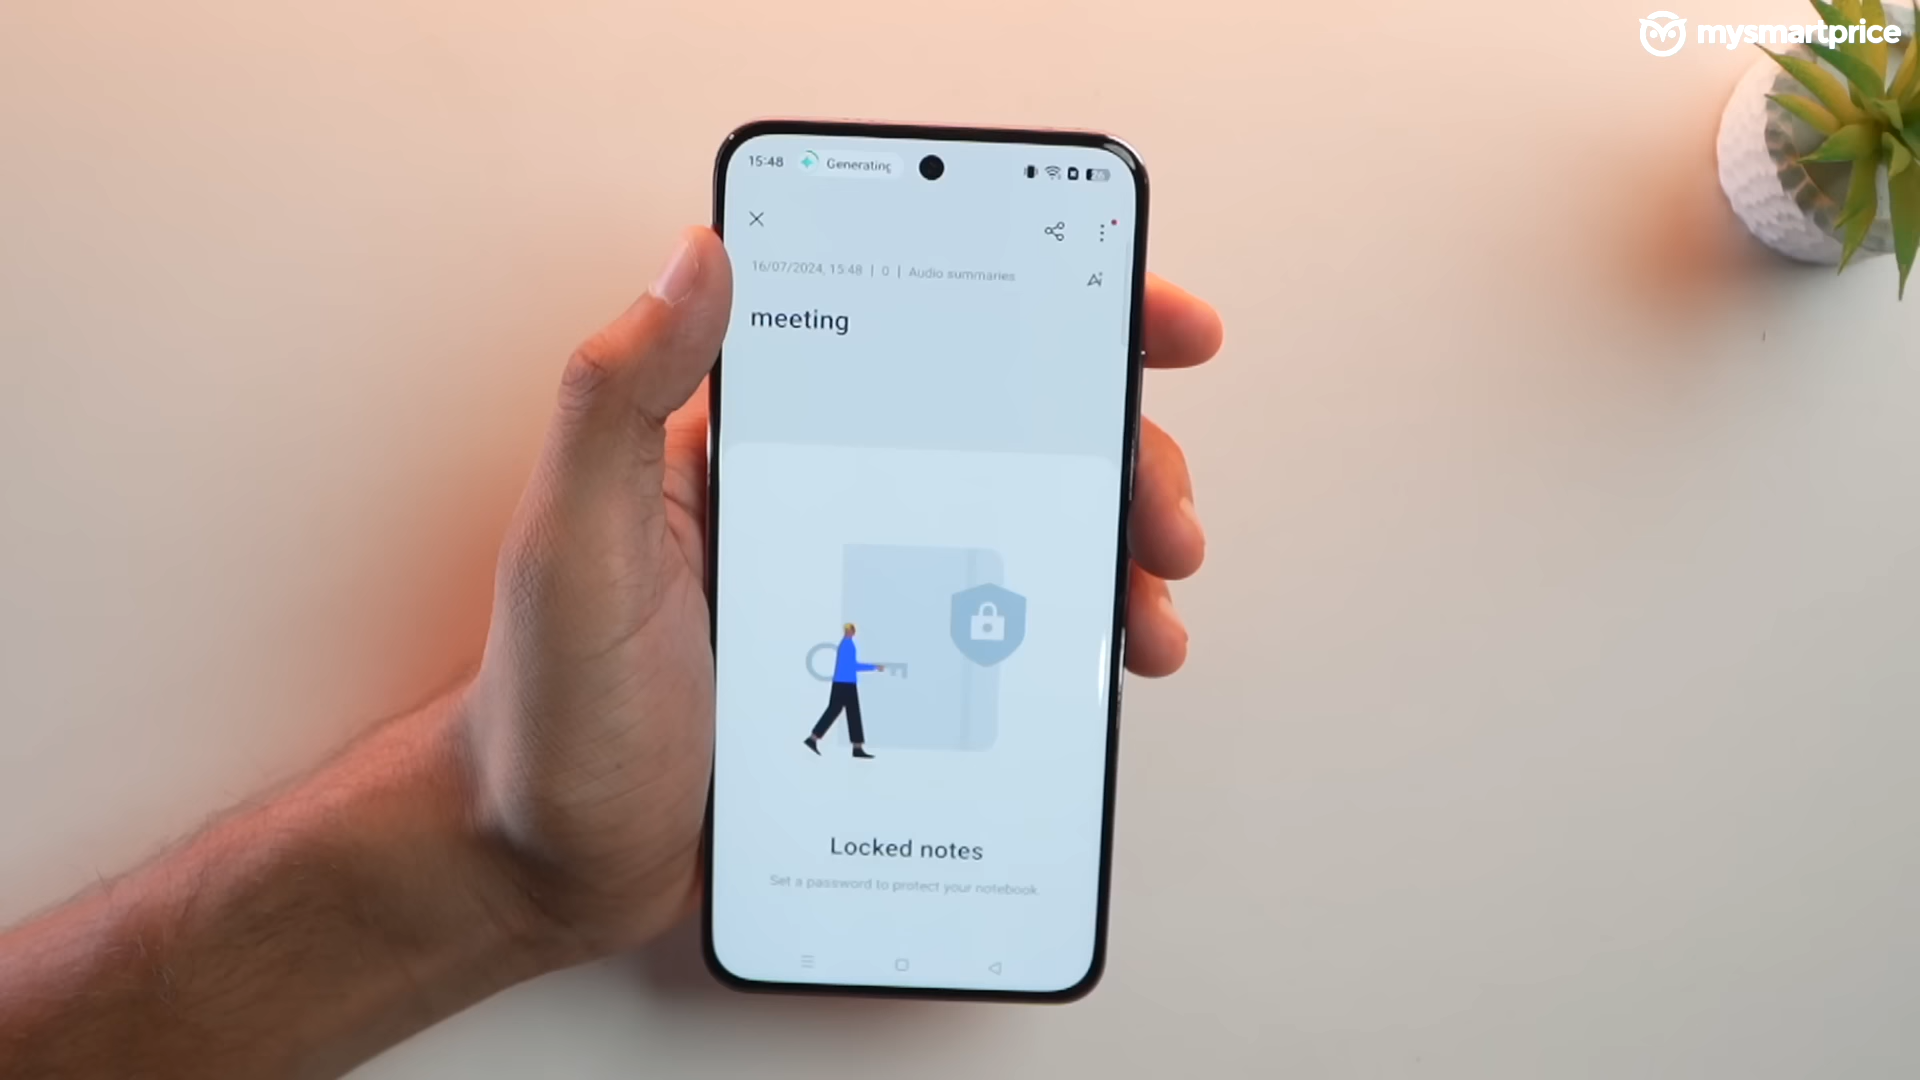 mysmartprice
15:48 Generating 26
16/07/2024, 15:48 | 0 | Audio summaries
meeting
Locked notes
Set a password to protect your notebook.